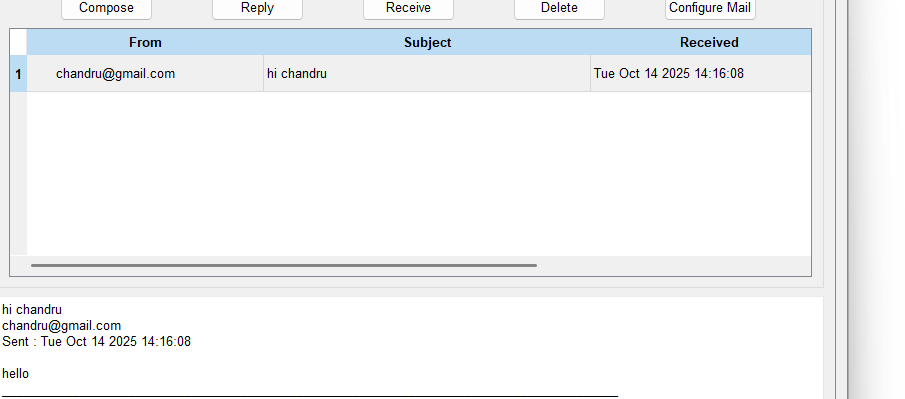 Compose Reply Receive Delete Configure Mail
From Subject Received
1 chandru@gmail.com hi chandru Tue Oct 14 2025 14:16:08
hi chandru
chandru@gmail.com
Sent : Tue Oct 14 2025 14:16:08
hello